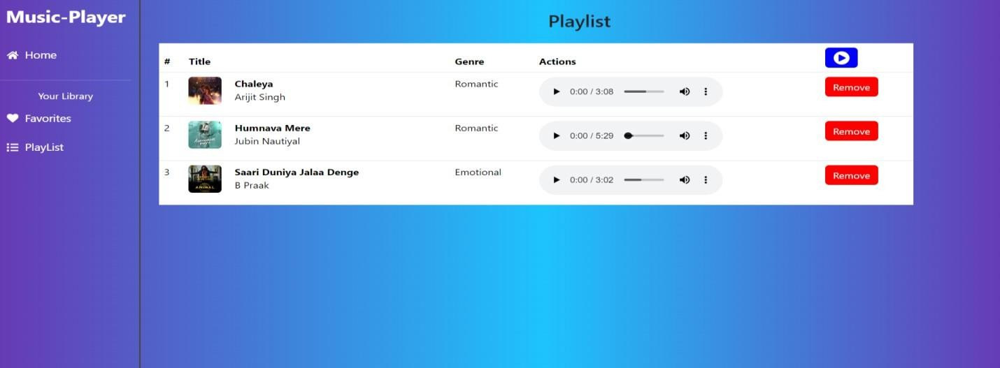 Music-Player
Home
Your Library
Favorites
PlayList
Playlist
# Title Genre Actions
1 Chaleya Romantic 0:00 / 3:08 Remove
Arijit Singh
2 Humnava Mere Romantic 0:00 / 5:29 Remove
Jubin Nautiyal
3 Saari Duniya Jalaa Denge Emotional 0:00 / 3:02 Remove
B Praak
ANIMAL